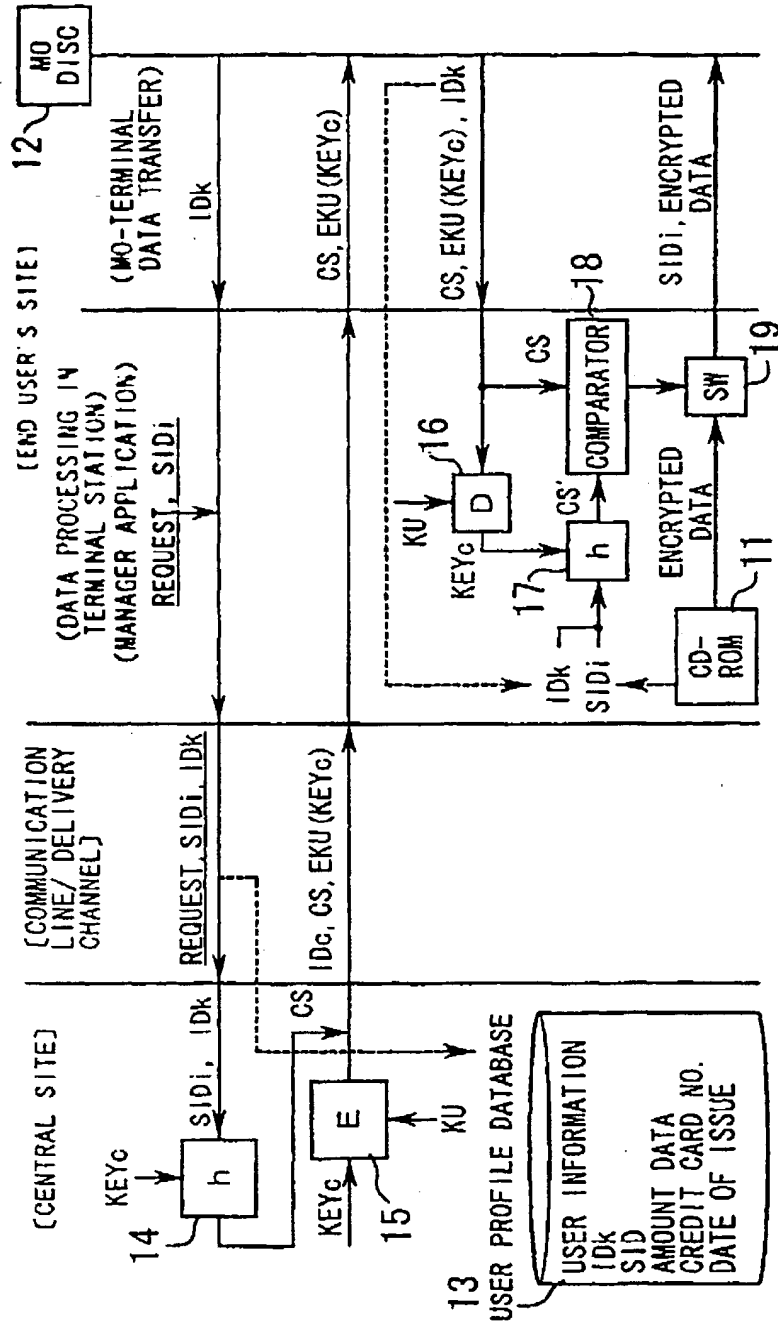 [CENTRAL SITE]
[COMMUNICATION
LINE/ DELIVERY
CHANNEL]
[END USER'S SITE]
(DATA PROCESSING IN
TERMINAL STATION)
(MANAGER APPLICATION)
(MO-TERMINAL
DATA TRANSFER)
12
MO
DISC
KEYc
14
h
SIDi, IDk
REQUEST, SIDi, IDk
REQUEST, SIDi
IDk
CS
KEYc
15
E
KU
IDc, CS, EKU(KEYc)
CS, EKU(KEYc)
IDk
CS, EKU(KEYc), IDk
KU
16
D
KEYc
CS
17
h
CS'
18
COMPARATOR
IDk
SIDi
CD-
ROM
11
ENCRYPTED
DATA
SW
19
SIDi, ENCRYPTED
DATA
13
USER PROFILE DATABASE
USER INFORMATION
IDk
SID
AMOUNT DATA
CREDIT CARD NO.
DATE OF ISSUE